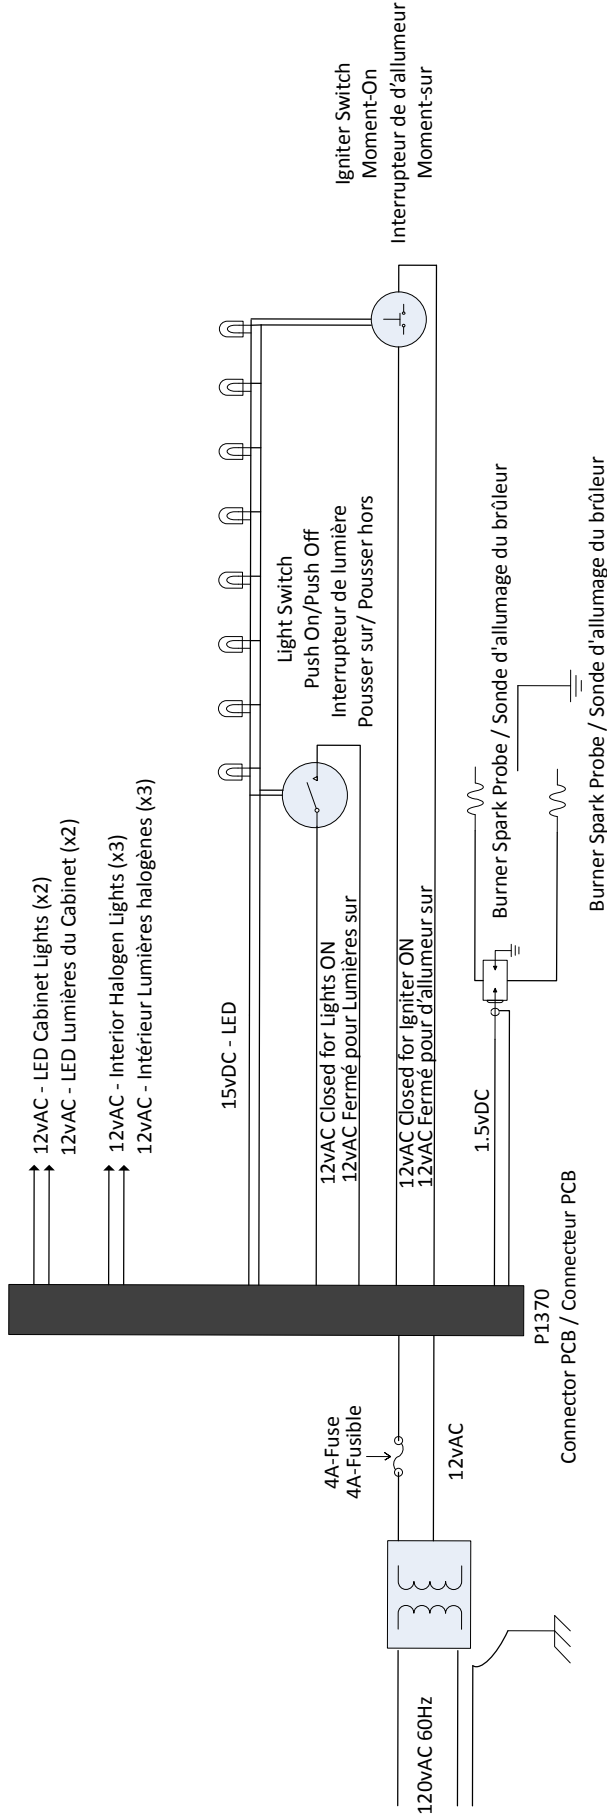 12vAC - LED Cabinet Lights (x2)
12vAC - LED Lumières du Cabinet (x2)
12vAC - Interior Halogen Lights (x3)
12vAC - Intérieur Lumières halogènes (x3)
15vDC - LED
Light Switch
Push On/Push Off
Interrupteur de lumière
Pousser sur/ Pousser hors
12vAC Closed for Lights ON
12vAC Fermé pour Lumières sur
Igniter Switch
Moment-On
Interrupteur de d'allumeur
Moment-sur
12vAC Closed for Igniter ON
12vAC Fermé pour d'allumeur sur
1.5vDC
Burner Spark Probe / Sonde d'allumage du brûleur
Burner Spark Probe / Sonde d'allumage du brûleur
P1370
Connector PCB / Connecteur PCB
4A-Fuse
4A-Fusible
12vAC
120vAC 60Hz